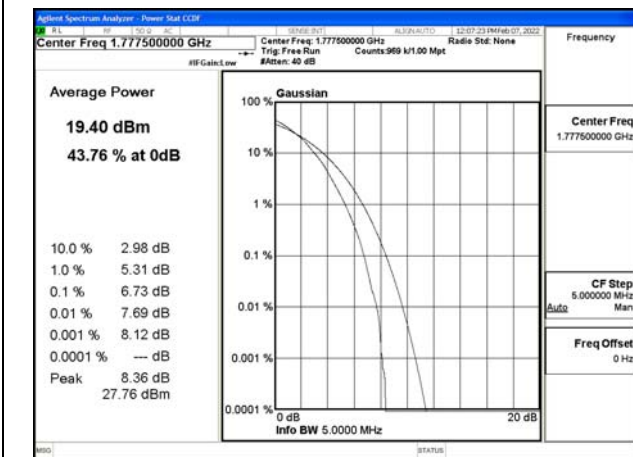 Agilent Spectrum Analyzer - Power Stat CCDF
RL RF 50 Ω AC SENSE:INT ALIGN AUTO 12:07:23 PM Feb 07, 2022
Center Freq 1.777500000 GHz
Center Freq: 1.777500000 GHz Radio Std: None
Trig: Free Run Counts:969 k/1.00 Mpt
#IFGain:Low #Atten: 40 dB
Frequency
Average Power
19.40 dBm
43.76 % at 0dB
10.0 % 2.98 dB
1.0 % 5.31 dB
0.1 % 6.73 dB
0.01 % 7.69 dB
0.001 % 8.12 dB
0.0001 % --- dB
Peak 8.36 dB
27.76 dBm
Gaussian
100 %
10 %
1 %
0.1 %
0.01 %
0.001 %
0.0001 %
0 dB 20 dB
Info BW 5.0000 MHz
Center Freq
1.777500000 GHz
CF Step
5.000000 MHz
Auto Man
Freq Offset
0 Hz
MSG STATUS